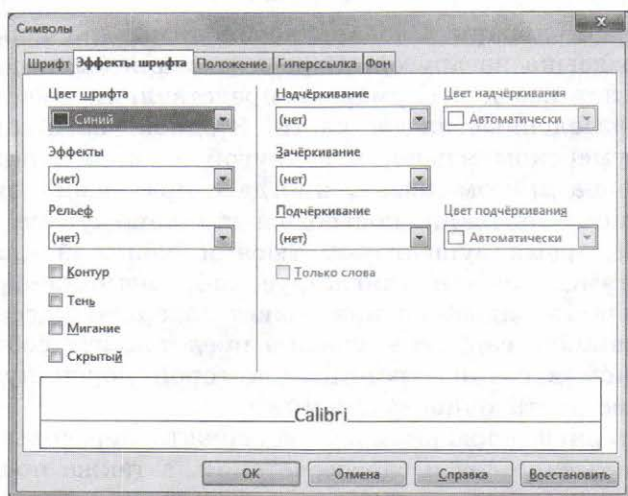 Символы
Шрифт Эффекты шрифта Положение Гиперссылка Фон
Цвет шрифта Надчёркивание Цвет надчёркивания
Синий (нет) Автоматически
Эффекты Зачёркивание
(нет) (нет)
Рельеф Подчёркивание Цвет подчёркивания
(нет) (нет) Автоматически
Контур Только слова
Тень
Мигание
Скрытый
Calibri
OK Отмена Справка Восстановить